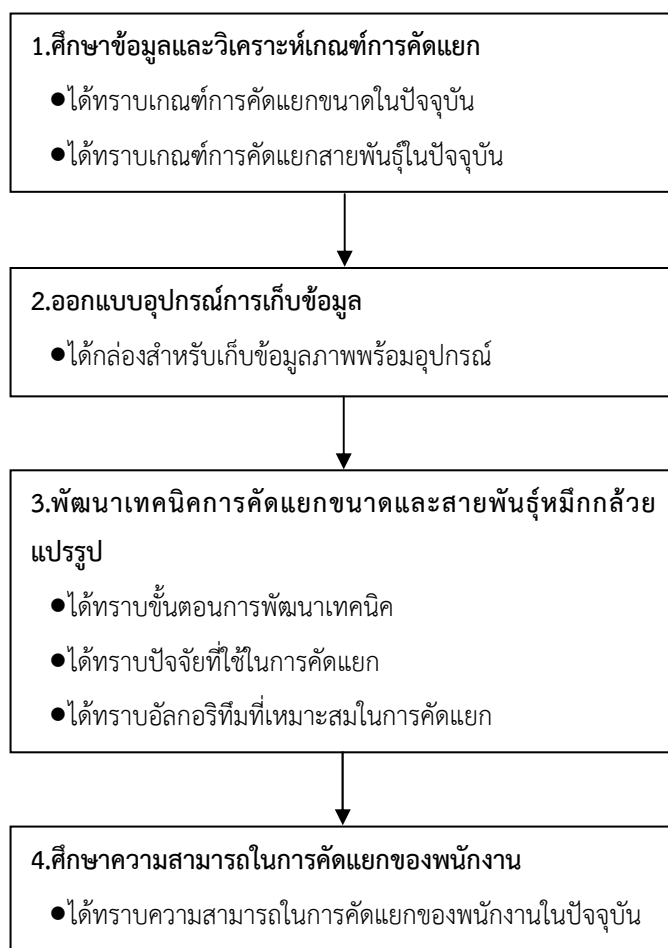 1.ศึกษาข้อมูลและวิเคราะห์เกณฑ์การคัดแยก
●ได้ทราบเกณฑ์การคัดแยกขนาดในปัจจุบัน
●ได้ทราบเกณฑ์การคัดแยกสายพันธุ์ในปัจจุบัน
2.ออกแบบอุปกรณ์การเก็บข้อมูล
●ได้กล่องสำหรับเก็บข้อมูลภาพพร้อมอุปกรณ์
3.พัฒนาเทคนิคการคัดแยกขนาดและสายพันธุ์หมึกกล้วย
แปรรูป
●ได้ทราบขั้นตอนการพัฒนาเทคนิค
●ได้ทราบปัจจัยที่ใช้ในการคัดแยก
●ได้ทราบอัลกอริทึมที่เหมาะสมในการคัดแยก
4.ศึกษาความสามารถในการคัดแยกของพนักงาน
●ได้ทราบความสามารถในการคัดแยกของพนักงานในปัจจุบัน